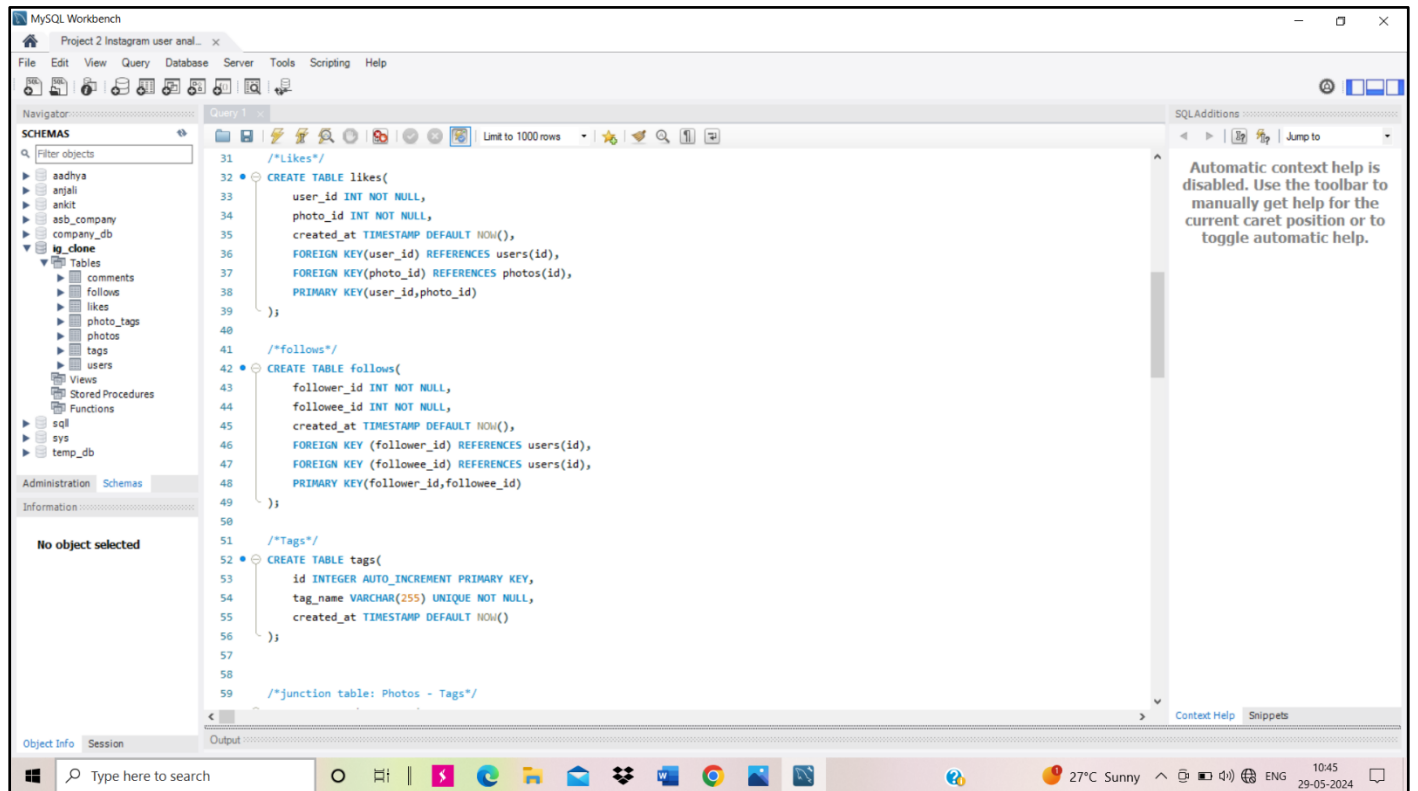 MySQL Workbench
Project 2 Instagram user anal... ×
File Edit View Query Database Server Tools Scripting Help
Navigator
SCHEMAS
Filter objects
aadhya
anjali
ankit
asb_company
company_db
ig_clone
Tables
comments
follows
likes
photo_tags
photos
tags
users
Views
Stored Procedures
Functions
sqll
sys
temp_db
Administration Schemas
Information
No object selected
Object Info Session
Query 1 ×
Limit to 1000 rows
31 /*Likes*/
32 CREATE TABLE likes(
33 user_id INT NOT NULL,
34 photo_id INT NOT NULL,
35 created_at TIMESTAMP DEFAULT NOW(),
36 FOREIGN KEY(user_id) REFERENCES users(id),
37 FOREIGN KEY(photo_id) REFERENCES photos(id),
38 PRIMARY KEY(user_id,photo_id)
39 );
40
41 /*follows*/
42 CREATE TABLE follows(
43 follower_id INT NOT NULL,
44 followee_id INT NOT NULL,
45 created_at TIMESTAMP DEFAULT NOW(),
46 FOREIGN KEY (follower_id) REFERENCES users(id),
47 FOREIGN KEY (followee_id) REFERENCES users(id),
48 PRIMARY KEY(follower_id,followee_id)
49 );
50
51 /*Tags*/
52 CREATE TABLE tags(
53 id INTEGER AUTO_INCREMENT PRIMARY KEY,
54 tag_name VARCHAR(255) UNIQUE NOT NULL,
55 created_at TIMESTAMP DEFAULT NOW()
56 );
57
58
59 /*junction table: Photos - Tags*/
Output
SQLAdditions
Jump to
Automatic context help is
disabled. Use the toolbar to
manually get help for the
current caret position or to
toggle automatic help.
Context Help Snippets
Type here to search
27°C Sunny
ENG
10:45
29-05-2024